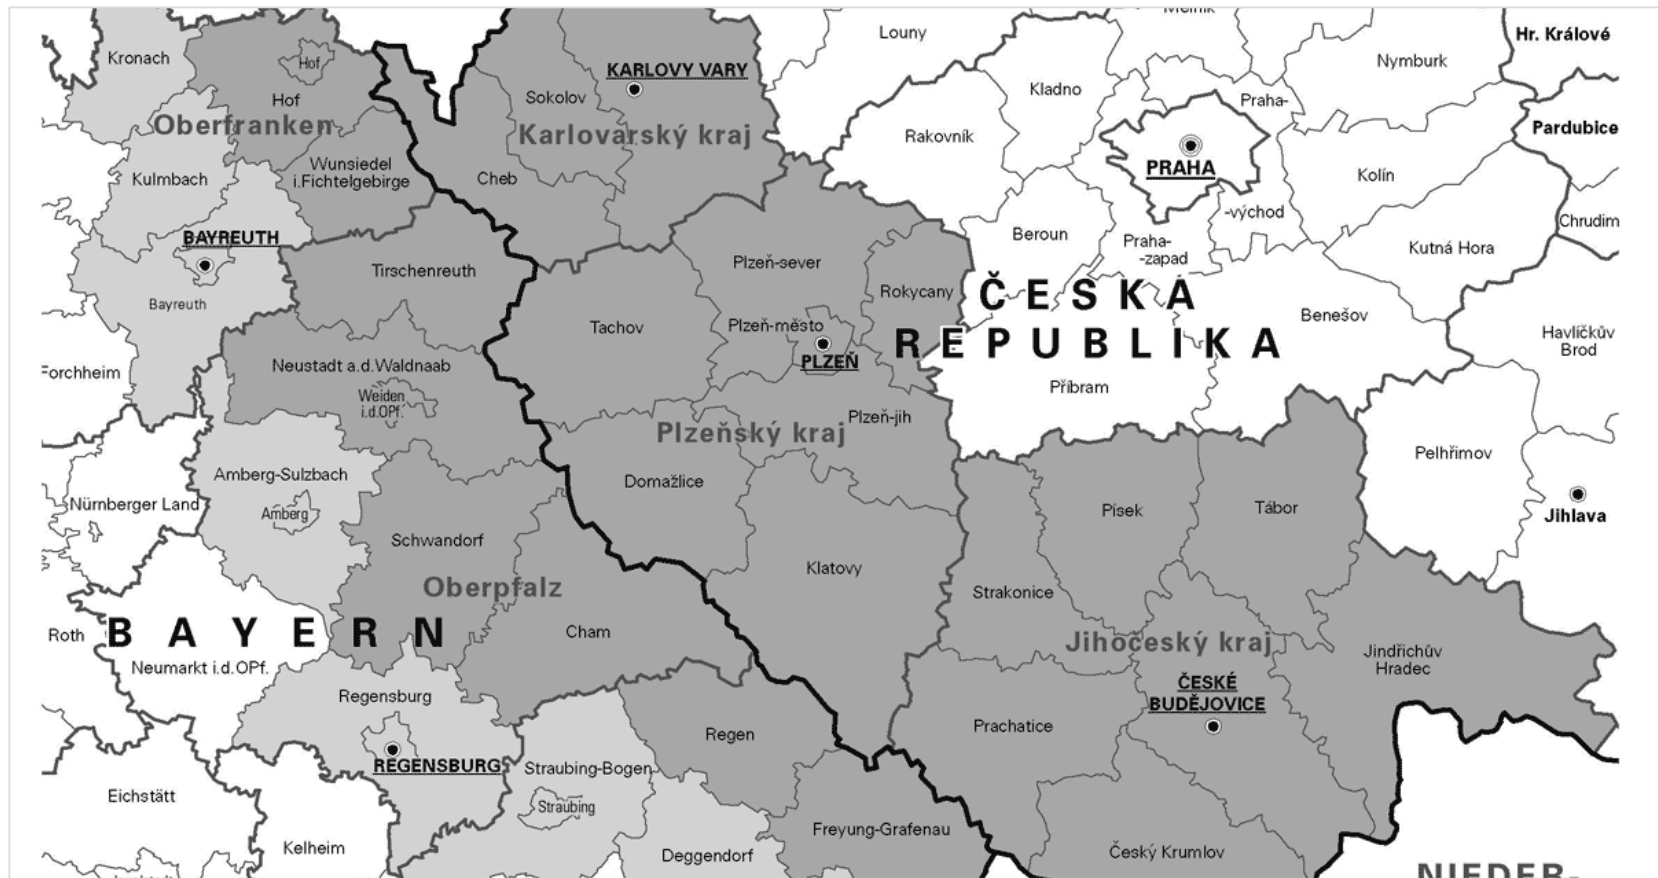 Mělník
Kronach
Louny
Hr. Králové
Hof
KARLOVY VARY
Nymburk
Hof
Sokolov
Kladno
Praha-
Oberfranken
Karlovarský kraj
Rakovník
Pardubice
Wunsiedel
i.Fichtelgebirge
Kulmbach
Cheb
PRAHA
Kolín
-východ
Chrudim
BAYREUTH
Beroun
Praha-
-zapad
Kutná Hora
Plzeň-sever
Tirschenreuth
Rokycany
ČESKÁ
REPUBLIKA
Bayreuth
Tachov
Plzeň-město
Benešov
Havlíčkův
Brod
PLZEŇ
Forchheim
Neustadt a.d.Waldnaab
Příbram
Weiden
i.d.OPf.
Plzeň-jih
Plzeňský kraj
Pelhřimov
Amberg-Sulzbach
Domažlice
Nürnberger Land
Amberg
Písek
Tábor
Jihlava
Schwandorf
Klatovy
Oberpfalz
Strakonice
Roth
BAYERN
Cham
Jihočeský kraj
Jindřichův
Hradec
Neumarkt i.d.OPf.
Regensburg
ČESKÉ
BUDĚJOVICE
Regen
Prachatice
REGENSBURG
Straubing-Bogen
Eichstätt
Straubing
Freyung-Grafenau
Kelheim
Deggendorf
Český Krumlov
NIEDER-